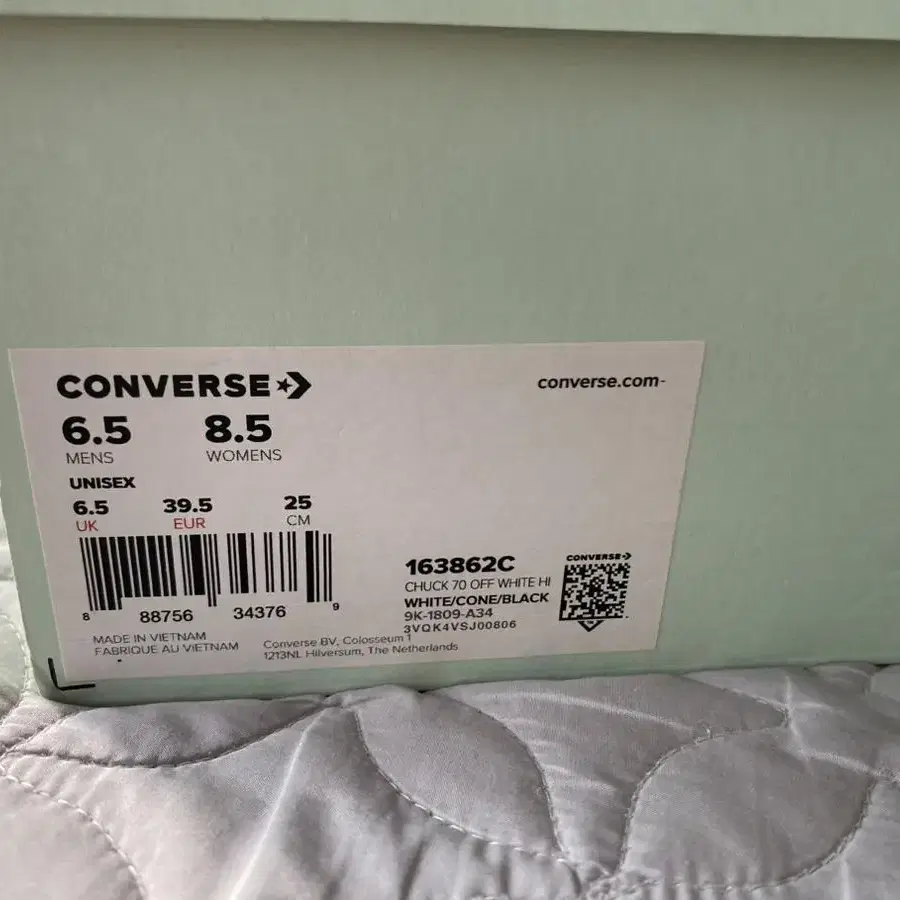 CONVERSE
converse.com
6.5 8.5
MENS WOMENS
UNISEX
6.5 39.5 25
UK EUR CM
8 88756 34376 9
MADE IN VIETNAM
FABRIQUE AU VIETNAM
Converse BV, Colosseum 1
1213NL Hilversum, The Netherlands
163862C
CHUCK 70 OFF WHITE HI
WHITE/CONE/BLACK
9K-1809-A34
3VQK4VSJ00806
CONVERSE